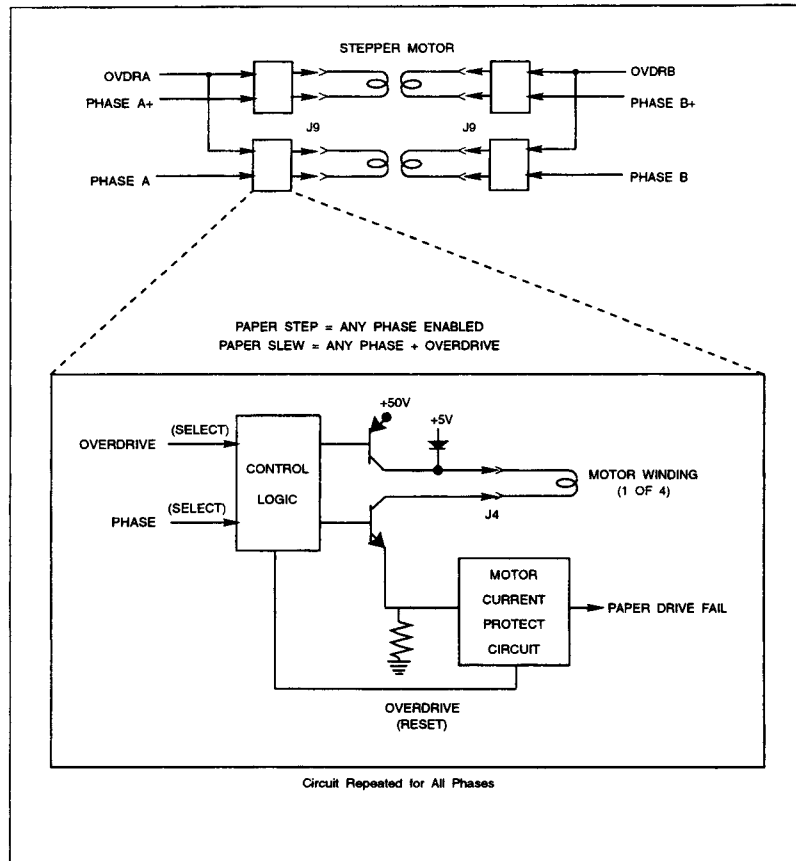 STEPPER MOTOR
OVDRA
OVDRB
PHASE A+
PHASE B+
J9
J9
PHASE A
PHASE B
PAPER STEP = ANY PHASE ENABLED
PAPER SLEW = ANY PHASE + OVERDRIVE
+50V
+5V
(SELECT)
OVERDRIVE
CONTROL
LOGIC
MOTOR WINDING
(1 OF 4)
(SELECT)
PHASE
J4
MOTOR
CURRENT
PROTECT
CIRCUIT
PAPER DRIVE FAIL
OVERDRIVE
(RESET)
Circuit Repeated for All Phases